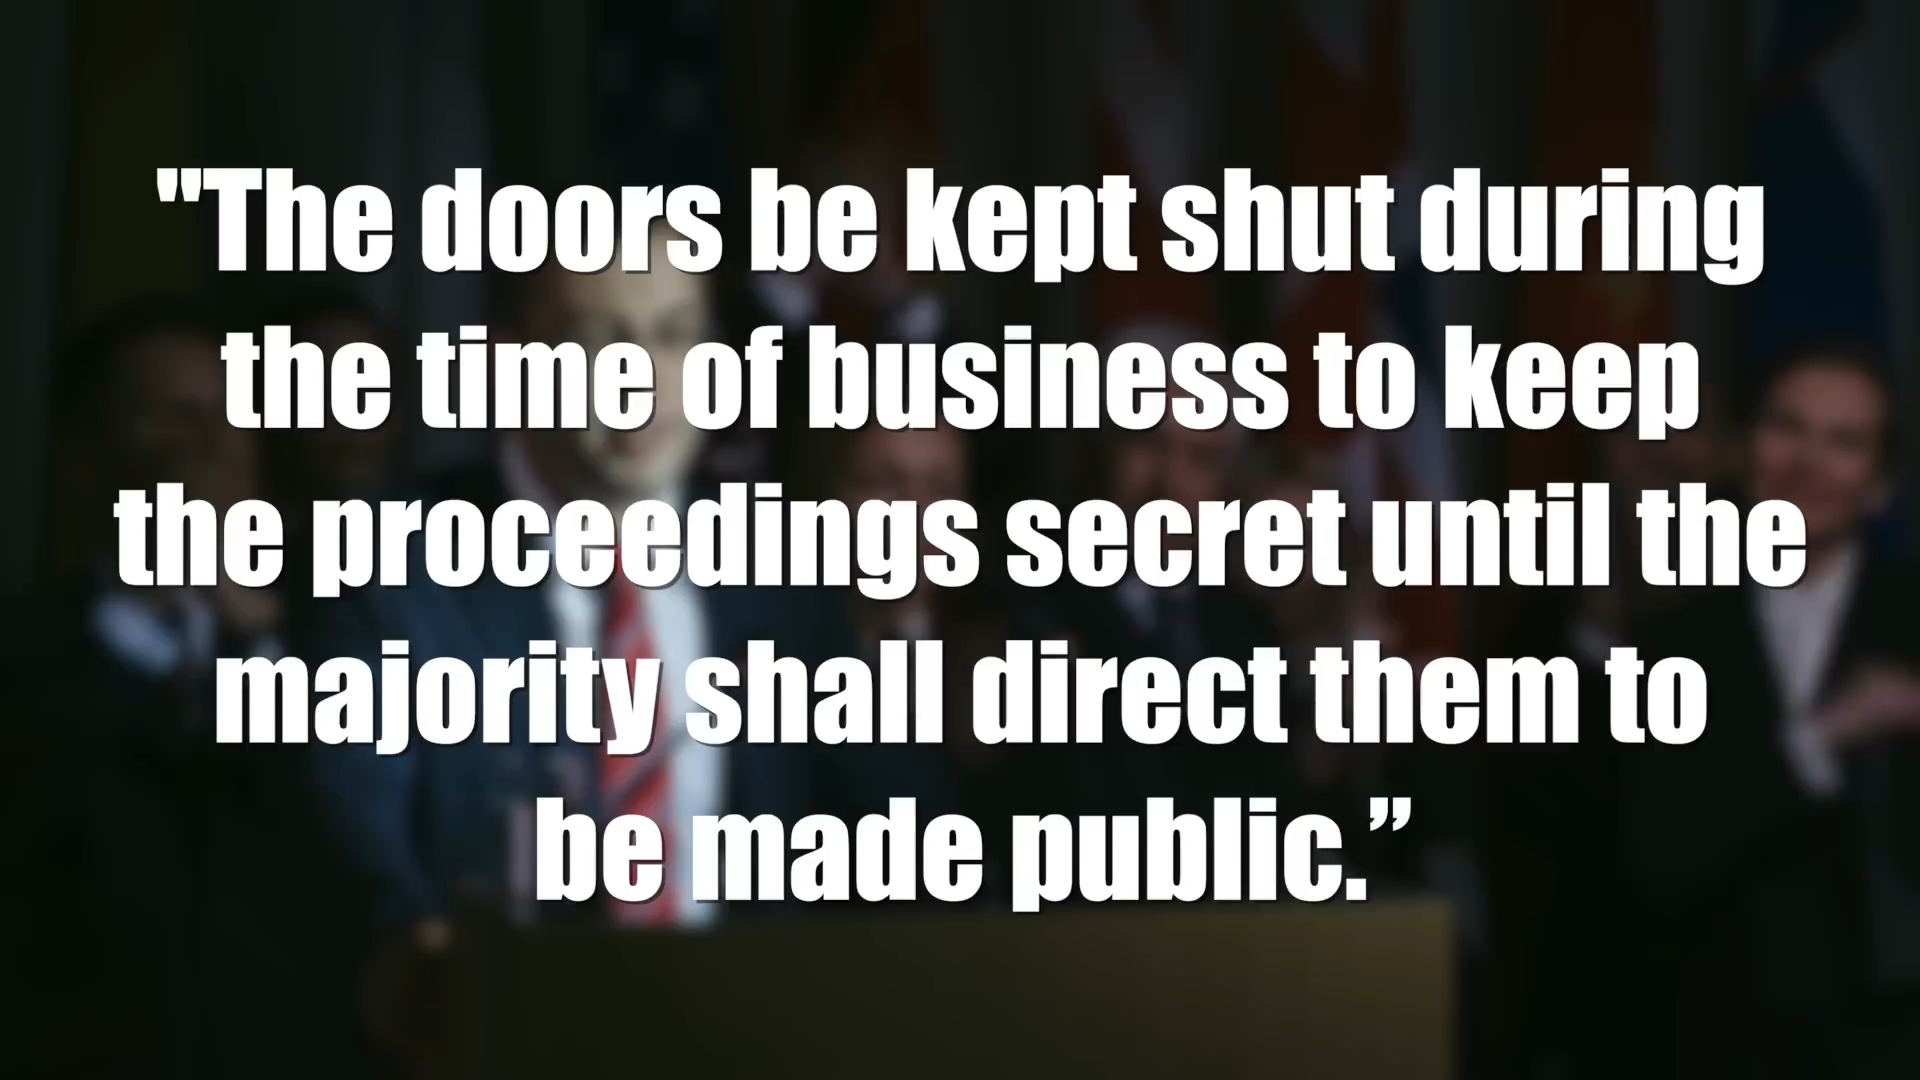 "The doors be kept shut during
the time of business to keep
the proceedings secret until the
majority shall direct them to
be made public.”